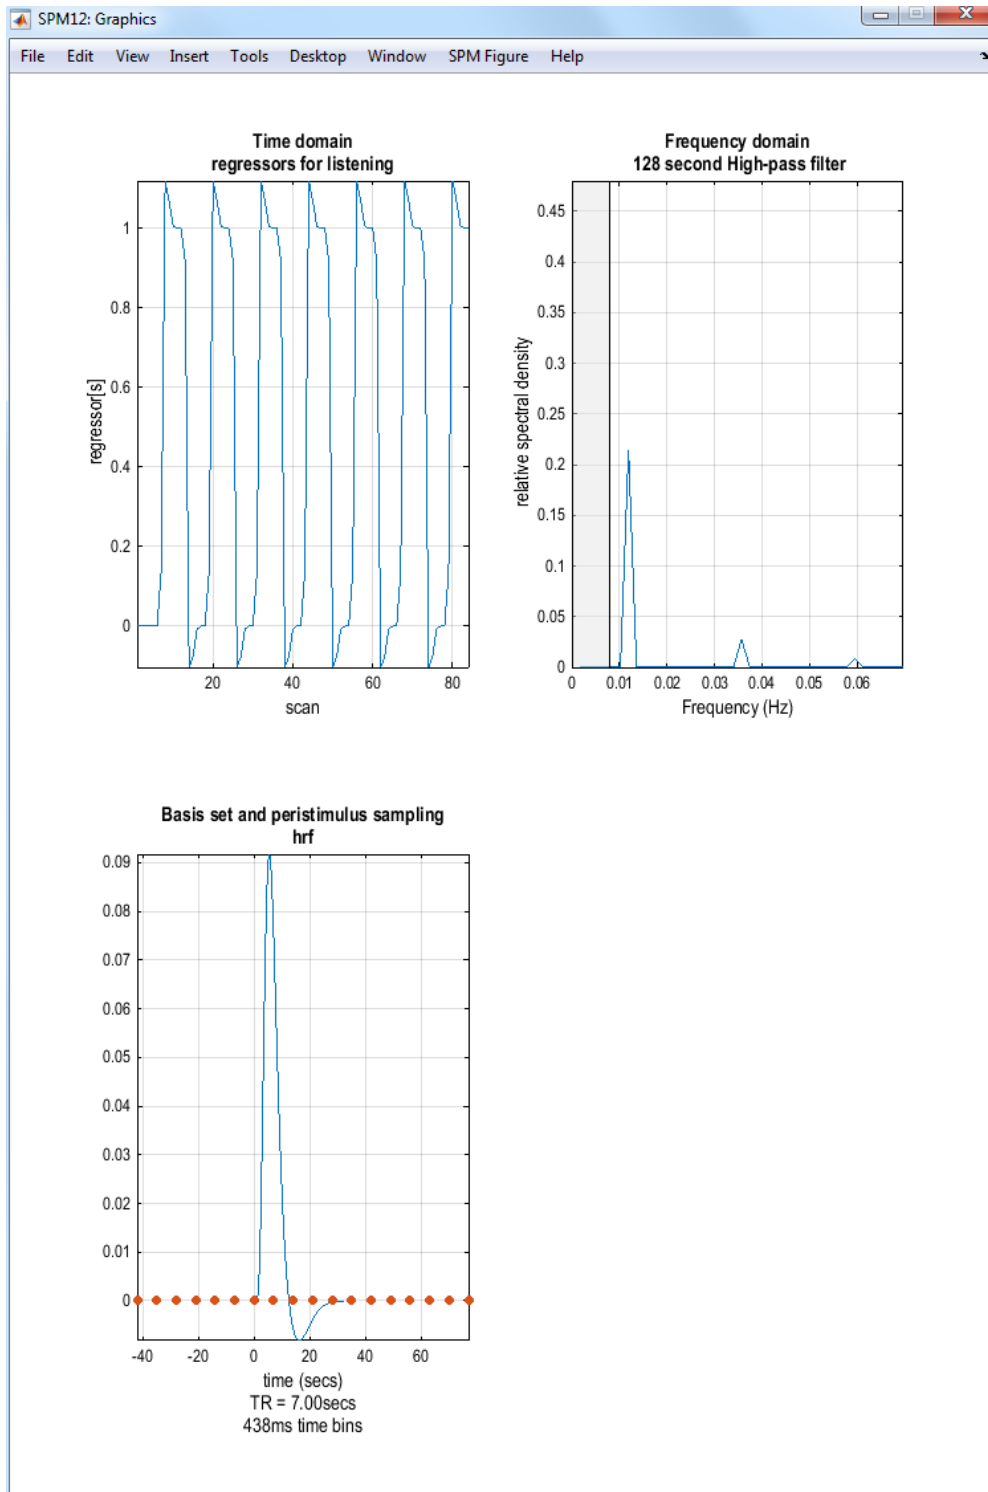 SPM12: Graphics
File Edit View Insert Tools Desktop Window SPM Figure Help
Time domain
regressors for listening
1
0.8
0.6
0.4
0.2
0
regressor[s]
20 40 60 80
scan
Frequency domain
128 second High-pass filter
0.45
0.4
0.35
0.3
0.25
0.2
0.15
0.1
0.05
0
relative spectral density
0 0.01 0.02 0.03 0.04 0.05 0.06
Frequency (Hz)
Basis set and peristimulus sampling
hrf
0.09
0.08
0.07
0.06
0.05
0.04
0.03
0.02
0.01
0
-40 -20 0 20 40 60
time (secs)
TR = 7.00secs
438ms time bins